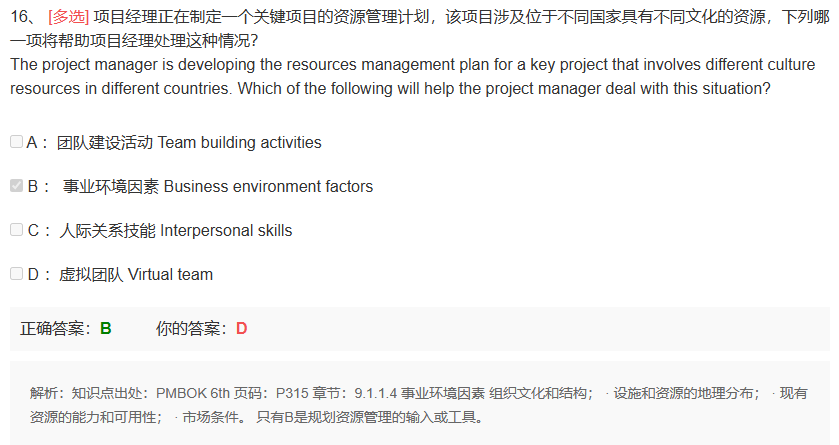 16、 [多选] 项目经理正在制定一个关键项目的资源管理计划，该项目涉及位于不同国家具有不同文化的资源，下列哪
一项将帮助项目经理处理这种情况？
The project manager is developing the resources management plan for a key project that involves different culture
resources in different countries. Which of the following will help the project manager deal with this situation?
A： 团队建设活动 Team building activities
B： 事业环境因素 Business environment factors
C： 人际关系技能 Interpersonal skills
D： 虚拟团队 Virtual team
正确答案：B 你的答案：D
解析：知识点出处：PMBOK 6th 页码：P315 章节：9.1.1.4 事业环境因素 组织文化和结构； · 设施和资源的地理分布； · 现有
资源的能力和可用性； · 市场条件。 只有B是规划资源管理的输入或工具。